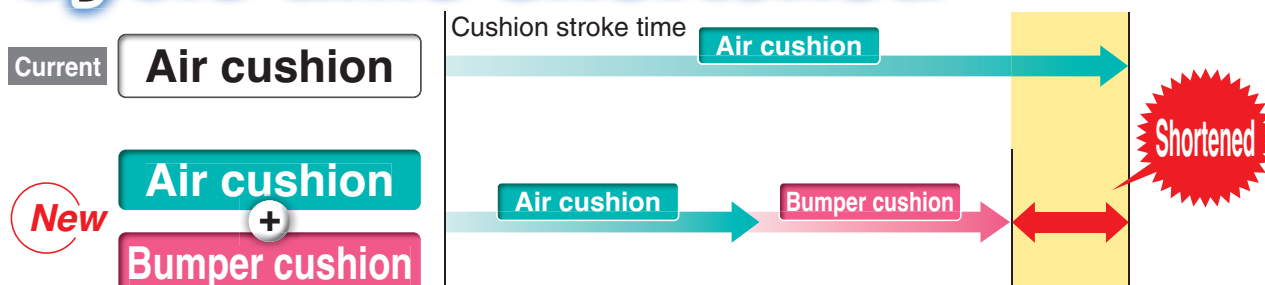 Cushion stroke time
Current
Air cushion
Air cushion
Shortened
New
Air cushion
+
Bumper cushion
Air cushion
Bumper cushion